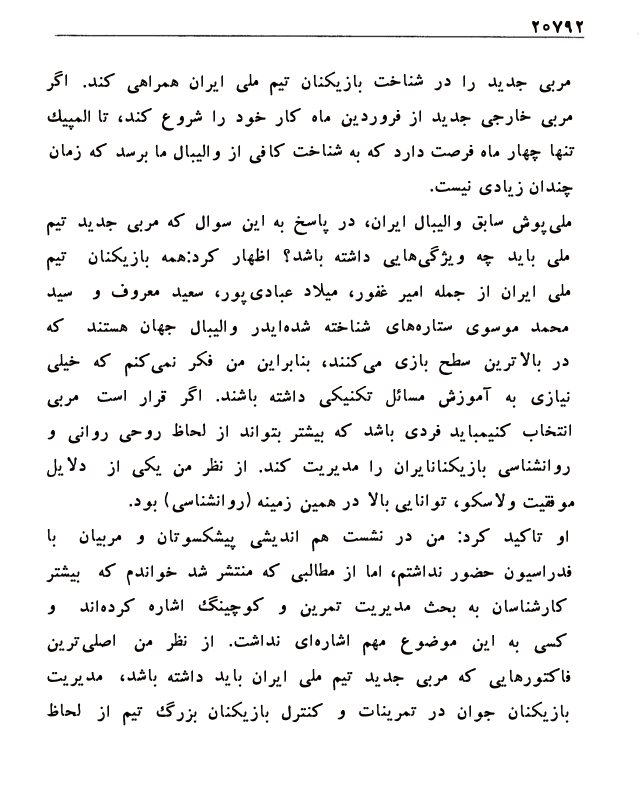 ۲۰۷۹۲
مربی جدید را در شناخت بازیکنان تیم ملی ایران همراهی کند. اگر
مربی خارجی جدید از فروردین ماه کار خود را شروع کند، تا المپیك
تنها چهار ماه فرصت دارد که به شناخت کافی از والیبال ما برسد که زمان
چندان زیادی نیست.
ملی‌پوش سابق والیبال ایران، در پاسخ به این سوال که مربی جدید تیم
ملی باید چه ویژگی‌هایی داشته باشد؟ اظهار کرد:همه بازیکنان تیم
ملی ایران از جمله امیر غفور، میلاد عبادی‌پور، سعید معروف و سید
محمد موسوی ستاره‌های شناخته شده‌ایدر والیبال جهان هستند که
در بالاترین سطح بازی می‌کنند، بنابراین من فکر نمی‌کنم که خیلی
نیازی به آموزش مسائل تکنیکی داشته باشند. اگر قرار است مربی
انتخاب کنیمباید فردی باشد که بیشتر بتواند از لحاظ روحی روانی و
روانشناسی بازیکنانایران را مدیریت کند. از نظر من یکی از دلایل
موفقیت ولاسکو، توانایی بالا در همین زمینه (روانشناسی) بود.
او تاکید کرد: من در نشست هم اندیشی پیشکسوتان و مربیان با
فدراسیون حضور نداشتم، اما از مطالبی که منتشر شد خواندم که بیشتر
کارشناسان به بحث مدیریت تمرین و کوچینگ اشاره کرده‌اند و
کسی به این موضوع مهم اشاره‌ای نداشت. از نظر من اصلی‌ترین
فاکتورهایی که مربی جدید تیم ملی ایران باید داشته باشد، مدیریت
بازیکنان جوان در تمرینات و کنترل بازیکنان بزرگ تیم از لحاظ